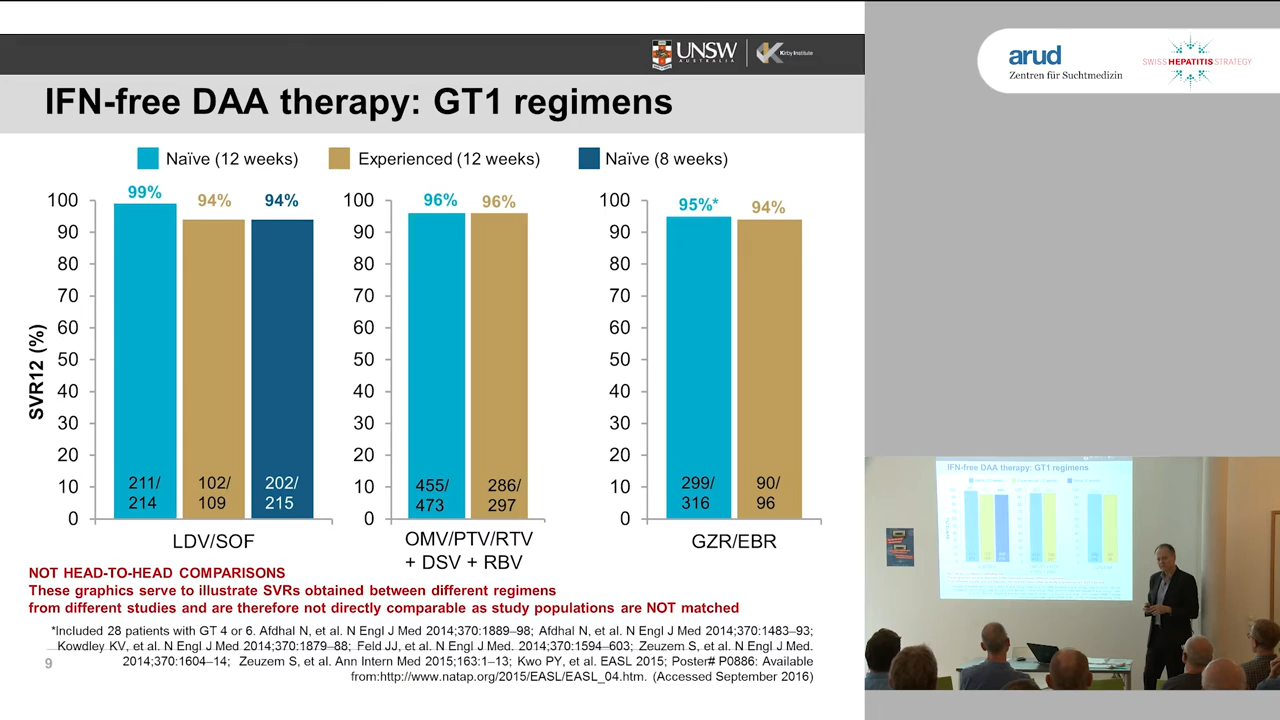 UNSW
AUSTRALIA
Kirby Institute
arud
Zentren für Suchtmedizin
SWISS HEPATITIS STRATEGY
IFN-free DAA therapy: GT1 regimens
Naïve (12 weeks)
Experienced (12 weeks)
Naïve (8 weeks)
SVR12 (%)
100
90
80
70
60
50
40
30
20
10
0
99%
94%
94%
211/
214
102/
109
202/
215
LDV/SOF
100
90
80
70
60
50
40
30
20
10
0
96%
96%
455/
473
286/
297
OMV/PTV/RTV
+ DSV + RBV
100
90
80
70
60
50
40
30
20
10
0
95%*
94%
299/
316
90/
96
GZR/EBR
NOT HEAD-TO-HEAD COMPARISONS
These graphics serve to illustrate SVRs obtained between different regimens
from different studies and are therefore not directly comparable as study populations are NOT matched
*Included 28 patients with GT 4 or 6. Afdhal N, et al. N Engl J Med 2014;370:1889–98; Afdhal N, et al. N Engl J Med 2014;370:1483–93;
Kowdley KV, et al. N Engl J Med 2014;370:1879–88; Feld JJ, et al. N Engl J Med. 2014;370:1594–603; Zeuzem S, et al. N Engl J Med.
2014;370:1604–14; Zeuzem S, et al. Ann Intern Med 2015;163:1–13; Kwo PY, et al. EASL 2015; Poster# P0886: Available
from:http://www.natap.org/2015/EASL/EASL_04.htm. (Accessed September 2016)
9
IFN-free DAA therapy: GT1 regimens